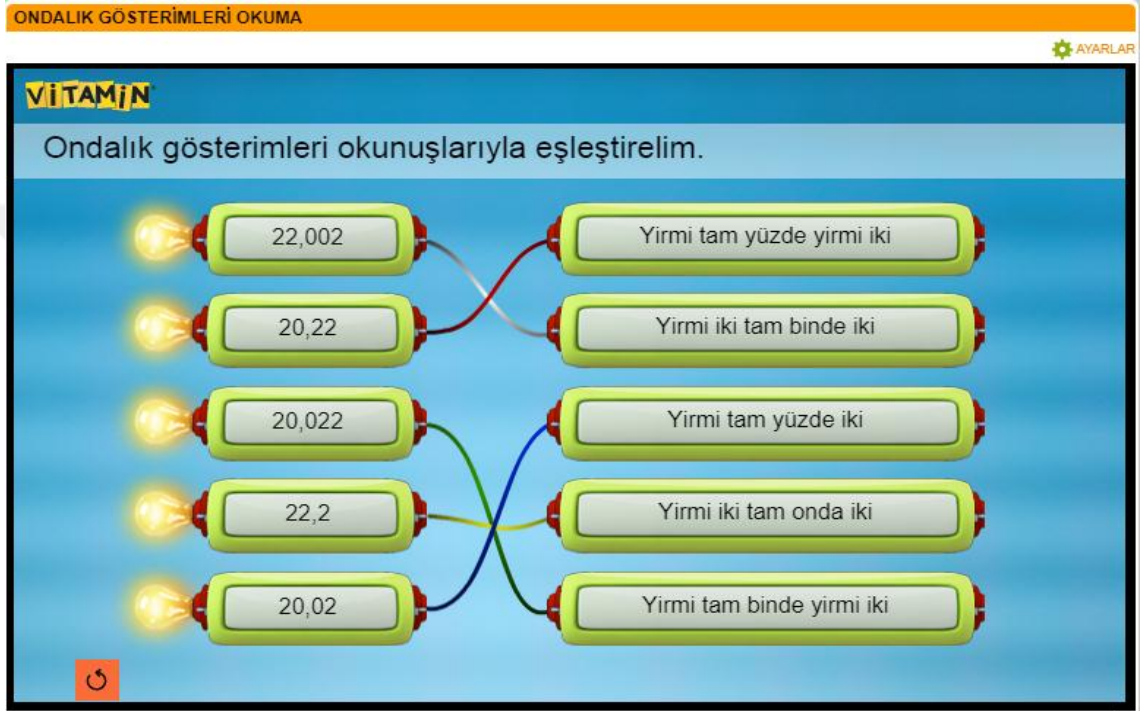 ONDALIK GÖSTERİMLERİ OKUMA
AYARLAR
VİTAMİN
Ondalık gösterimleri okunuşlarıyla eşleştirelim.
22,002 Yirmi tam yüzde yirmi iki
20,22 Yirmi iki tam binde iki
20,022 Yirmi tam yüzde iki
22,2 Yirmi iki tam onda iki
20,02 Yirmi tam binde yirmi iki